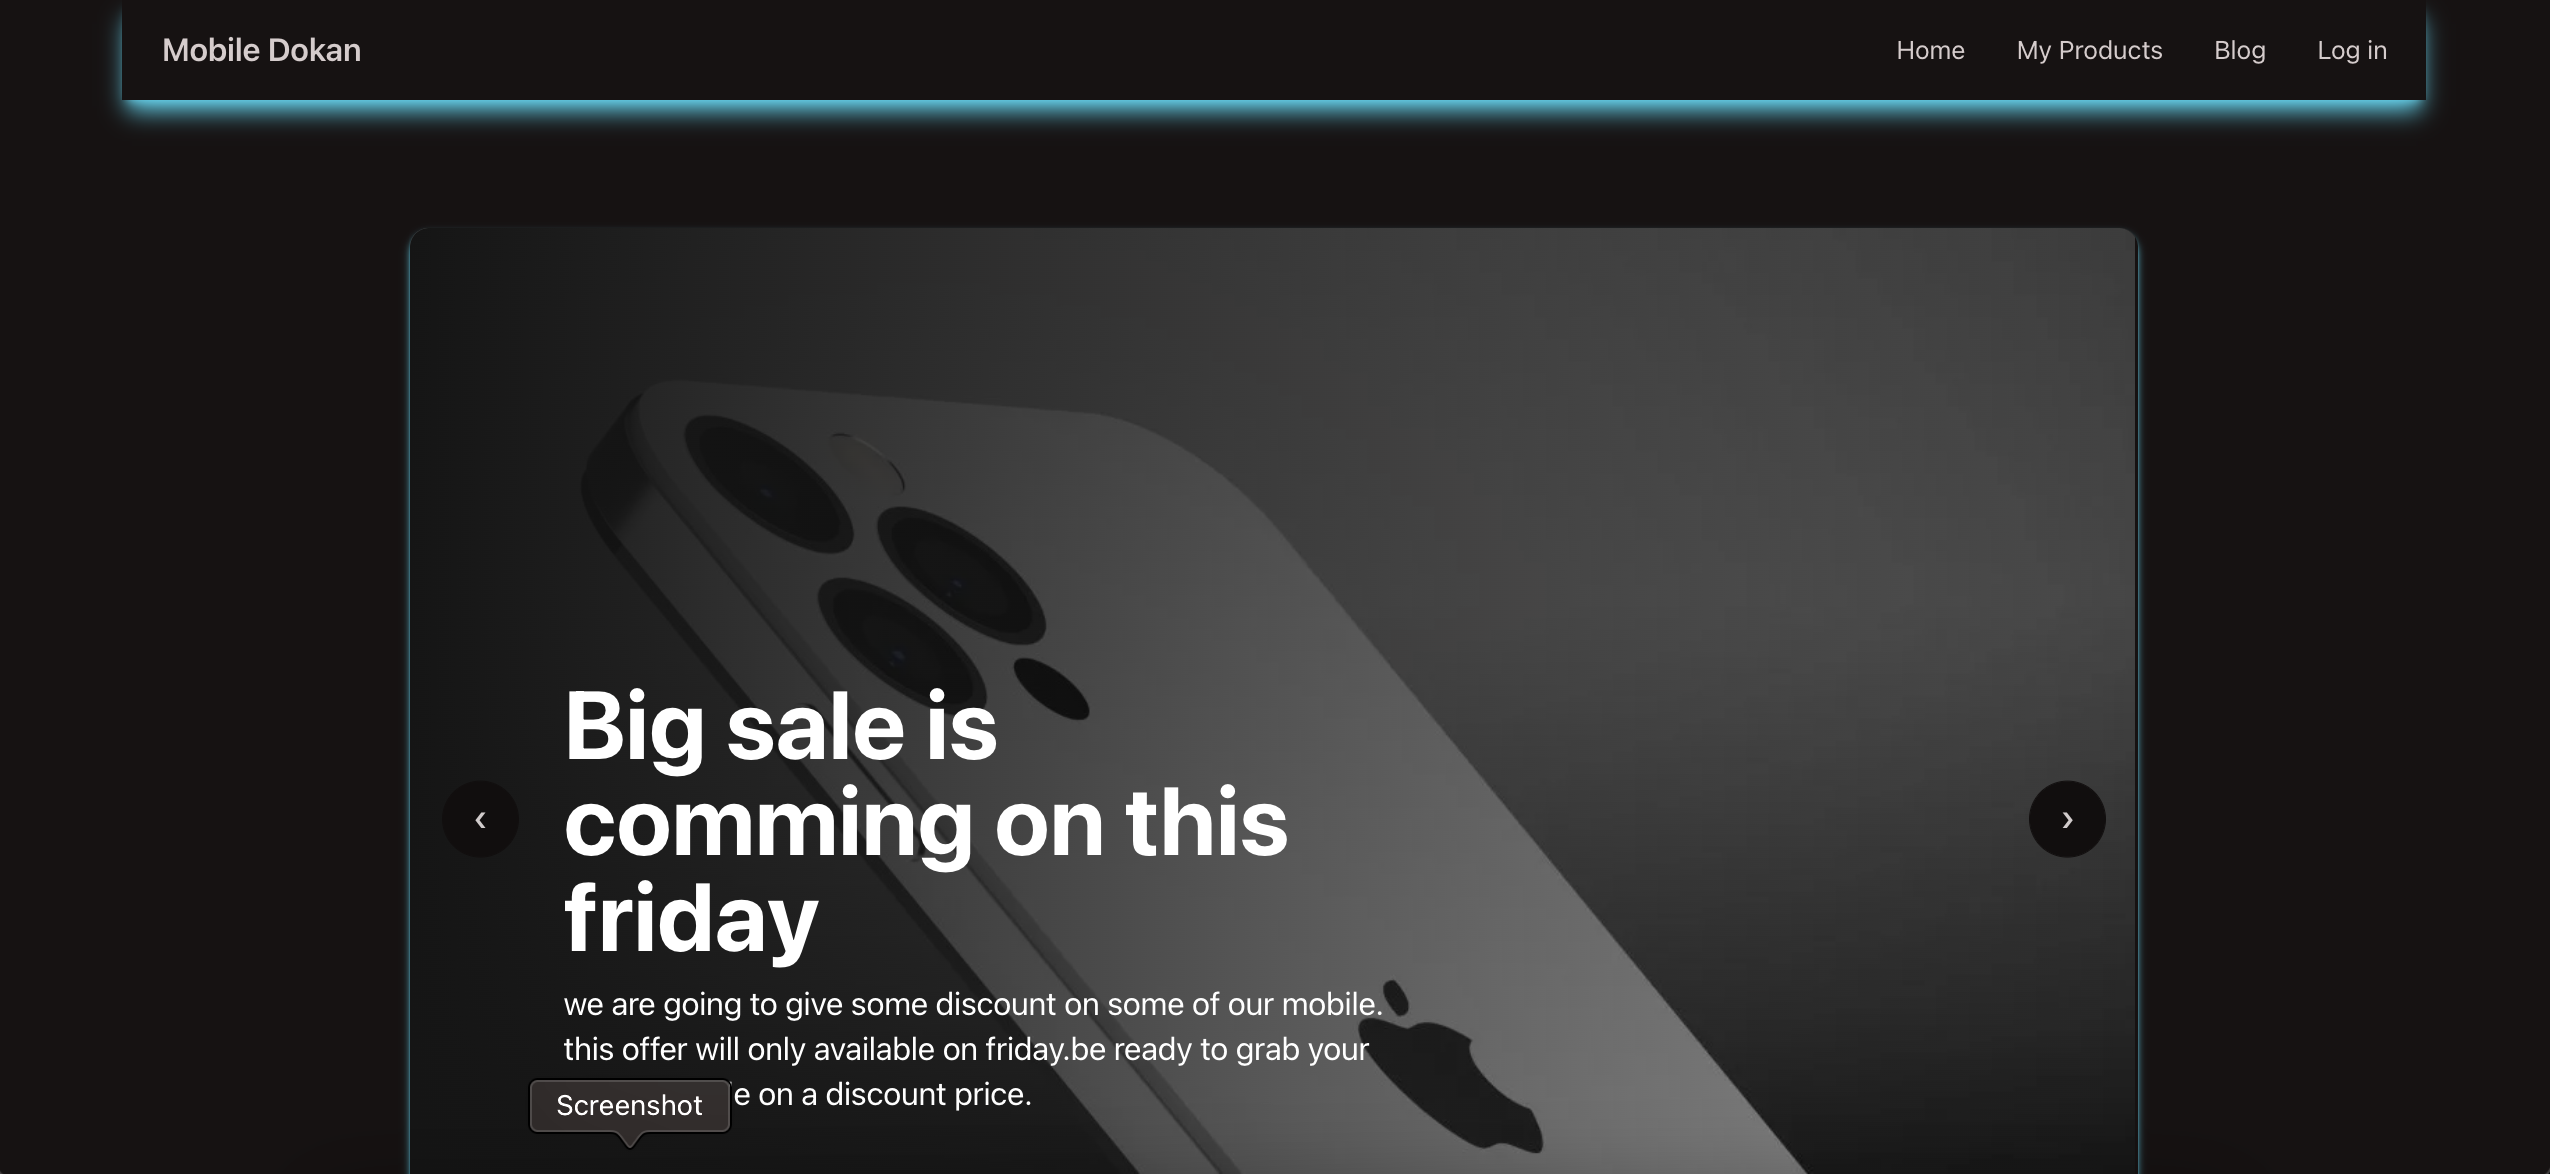 Mobile Dokan
Home My Products Blog Log in
Big sale is
comming on this
friday
we are going to give some discount on some of our mobile.
this offer will only available on friday.be ready to grab your
e on a discount price.
Screenshot
‹
›